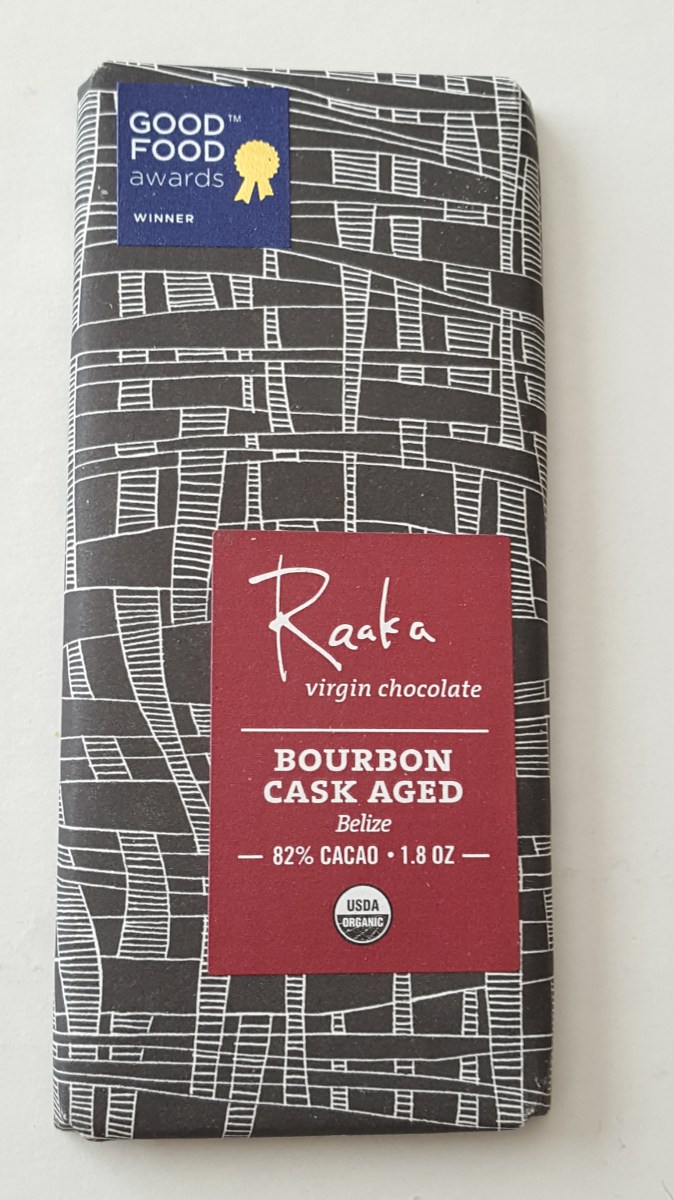 GOOD™
FOOD
awards
WINNER
Raaka
virgin chocolate
BOURBON
CASK AGED
Belize
— 82% CACAO • 1.8 OZ —
USDA
ORGANIC